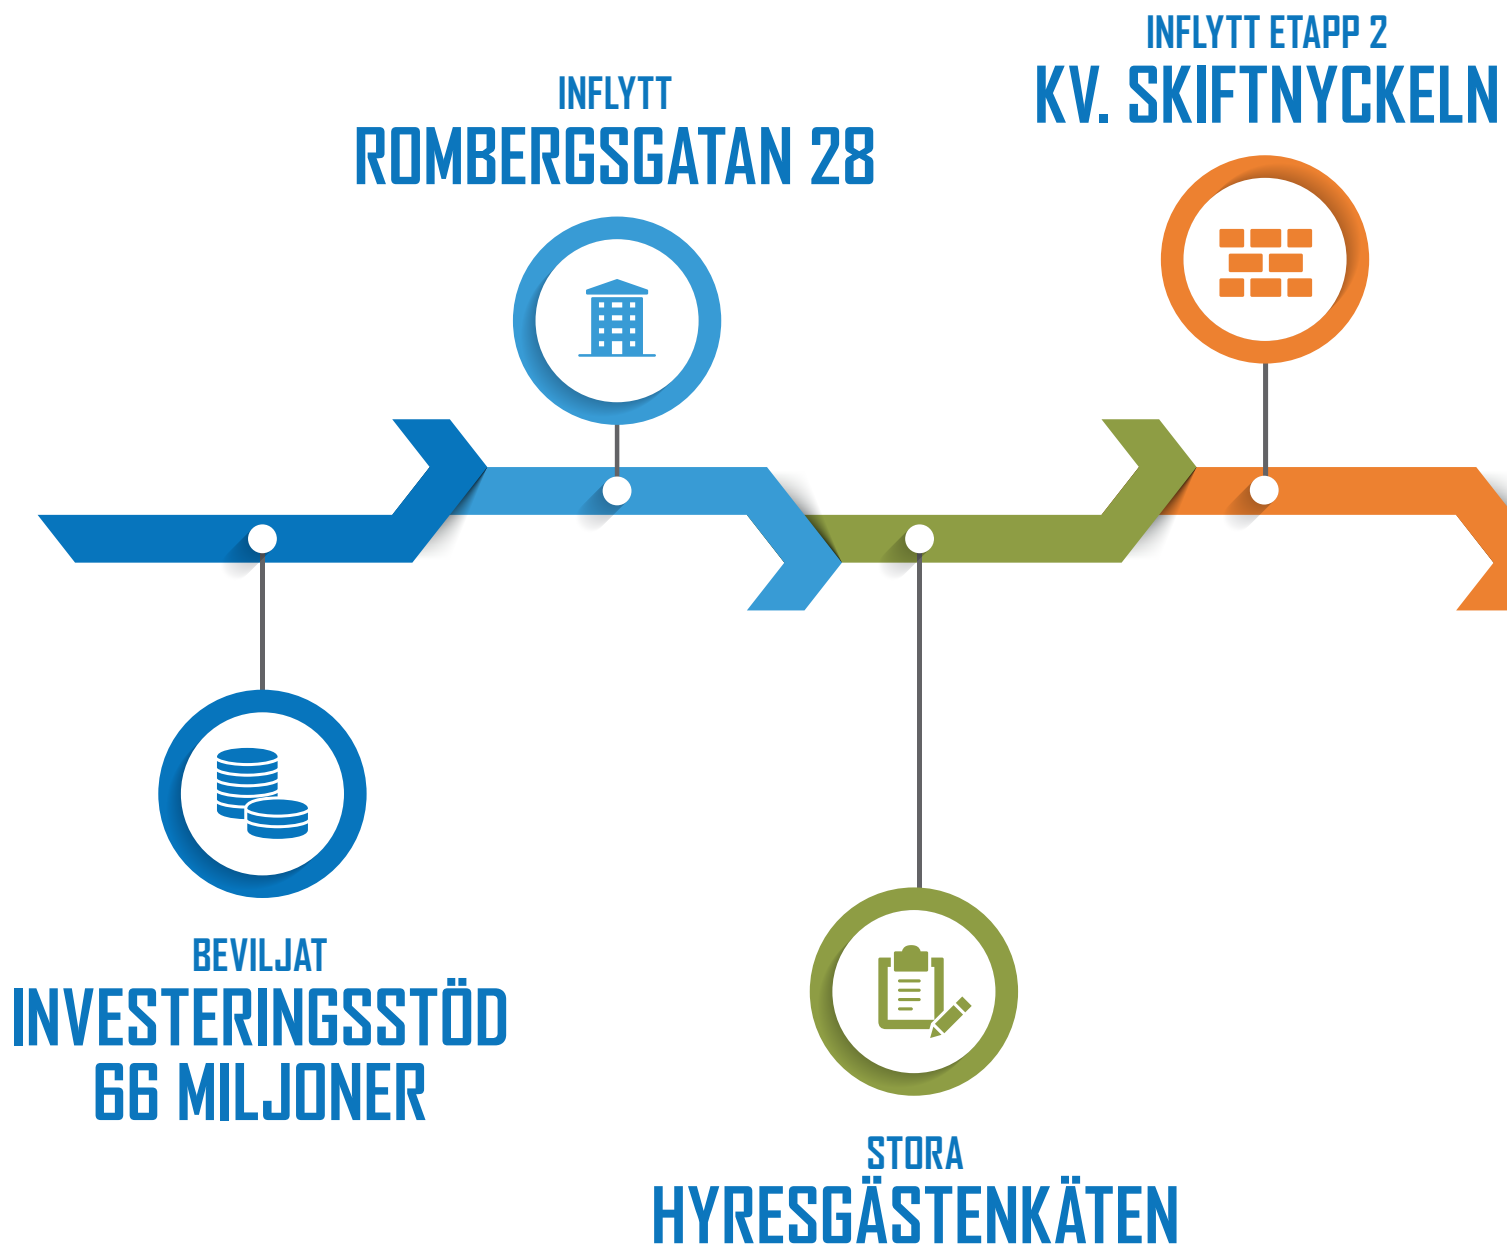 INFLYTT ETAPP 2
KV. SKIFTNYCKELN
INFLYTT
ROMBERGSGATAN 28
BEVILJAT
INVESTERINGSSTÖD
66 MILJONER
STORA
HYRESGÄSTENKÄTEN